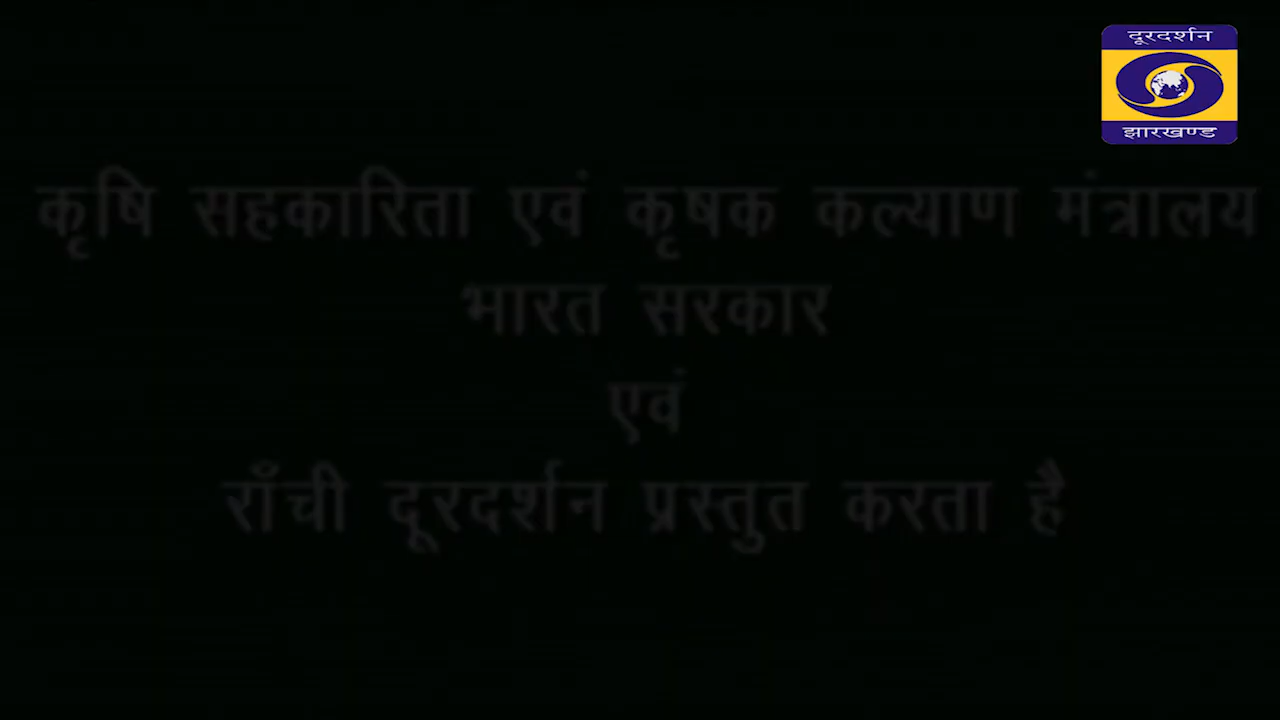 दूरदर्शन
झारखण्ड
कृषि सहकारिता एवं कृषक कल्याण मंत्रालय
भारत सरकार
एवं
राँची दूरदर्शन प्रस्तुत करता है